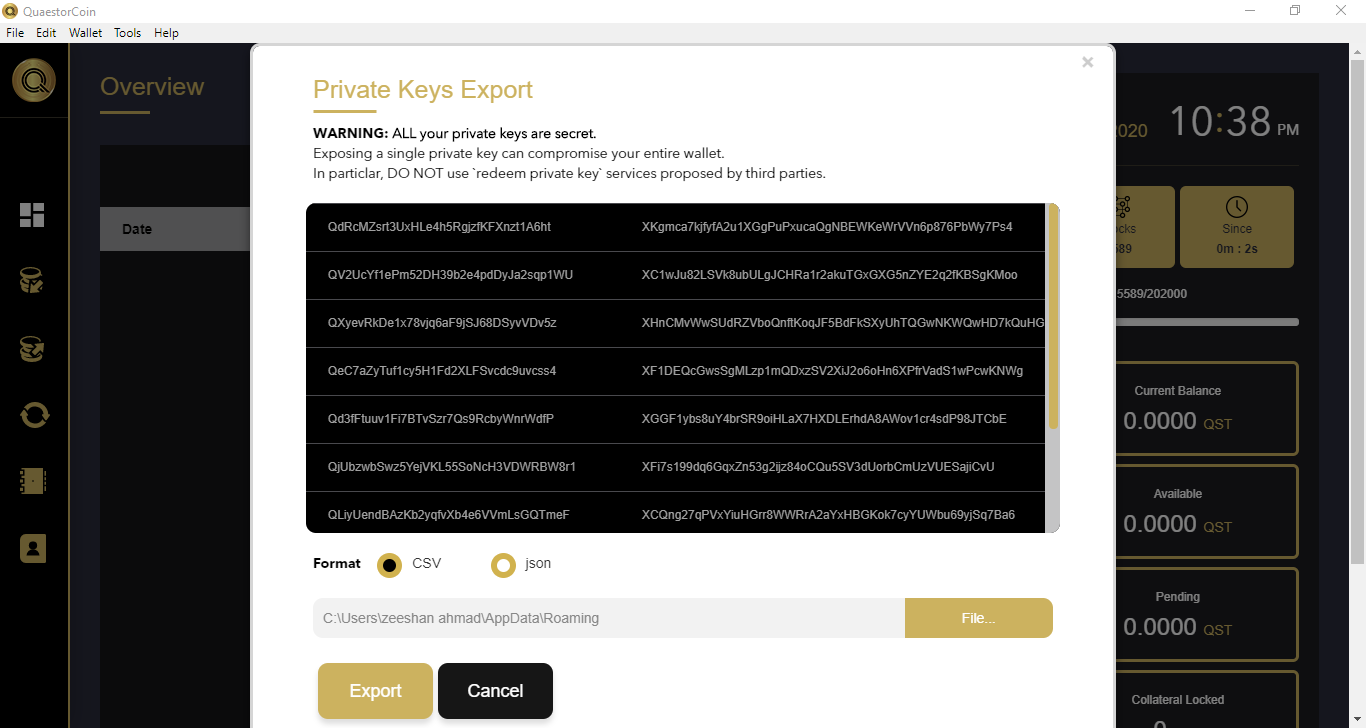 QuaestorCoin
File Edit Wallet Tools Help
Overview
Date
Private Keys Export
WARNING: ALL your private keys are secret.
Exposing a single private key can compromise your entire wallet.
In particlar, DO NOT use `redeem private key` services proposed by third parties.
QdRcMZsrt3UxHLe4h5RgjzfKFXnzt1A6ht XKgmca7kjfyfA2u1XGgPuPxucaQgNBEWKeWrVVn6p876PbWy7Ps4
QV2UcYf1ePm52DH39b2e4pdDyJa2sqp1WU XC1wJu82LSVk8ubULgJCHRa1r2akuTGxGXG5nZYE2q2fKBSgKMoo
QXyevRkDe1x78vjq6aF9jSJ68DSyvVDv5z XHnCMvWwSUdRZVboQnftKoqJF5BdFkSXyUhTQGwNKWQwHD7kQuHG
QeC7aZyTuf1cy5H1Fd2XLFSvcdc9uvcss4 XF1DEQcGwsSgMLzp1mQDxzSV2XiJ2o6oHn6XPfrVadS1wPcwKNWg
Qd3fFtuuv1Fi7BTvSzr7Qs9RcbyWnrWdfP XGGF1ybs8uY4brSR9oiHLaX7HXDLErhdA8AWov1cr4sdP98JTCbE
QjUbzwbSwz5YejVKL55SoNcH3VDWRBW8r1 XFi7s199dq6GqxZn53g2ijz84oCQu5SV3dUorbCmUzVUESajiCvU
QLiyUendBAzKb2yqfvXb4e6VVmLsGQTmeF XCQng27qPVxYiuHGrr8WWRrA2aYxHBGKok7cyYUWbu69yjSq7Ba6
Format CSV json
C:\Users\zeeshan ahmad\AppData\Roaming File...
Export Cancel
2020 10:38 PM
cks
589
Since
0m : 2s
5589/202000
Current Balance
0.0000 QST
Available
0.0000 QST
Pending
0.0000 QST
Collateral Locked